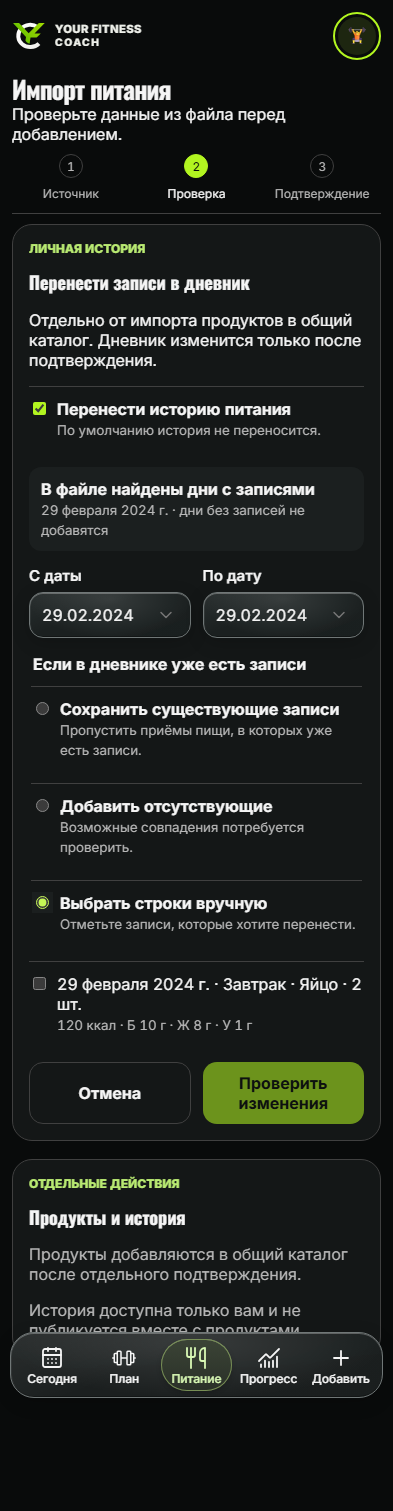 YOUR FITNESS
COACH
Импорт питания
Проверьте данные из файла перед
добавлением.
1
2
3
Источник
Проверка
Подтверждение
ЛИЧНАЯ ИСТОРИЯ
Перенести записи в дневник
Отдельно от импорта продуктов в общий
каталог. Дневник изменится только после
подтверждения.
Перенести историю питания
По умолчанию история не переносится.
В файле найдены дни с записями
29 февраля 2024 г. · дни без записей не
добавятся
С даты
По дату
29.02.2024
29.02.2024
Если в дневнике уже есть записи
Сохранить существующие записи
Пропустить приёмы пищи, в которых уже
есть записи.
Добавить отсутствующие
Возможные совпадения потребуется
проверить.
Выбрать строки вручную
Отметьте записи, которые хотите перенести.
29 февраля 2024 г. · Завтрак · Яйцо · 2
шт.
120 ккал · Б 10 г · Ж 8 г · У 1 г
Отмена
Проверить
изменения
ОТДЕЛЬНЫЕ ДЕЙСТВИЯ
Продукты и история
Продукты добавляются в общий каталог
после отдельного подтверждения.
История доступна только вам и не
публикуется вместе с продуктами
Сегодня
План
Питание
Прогресс
Добавить